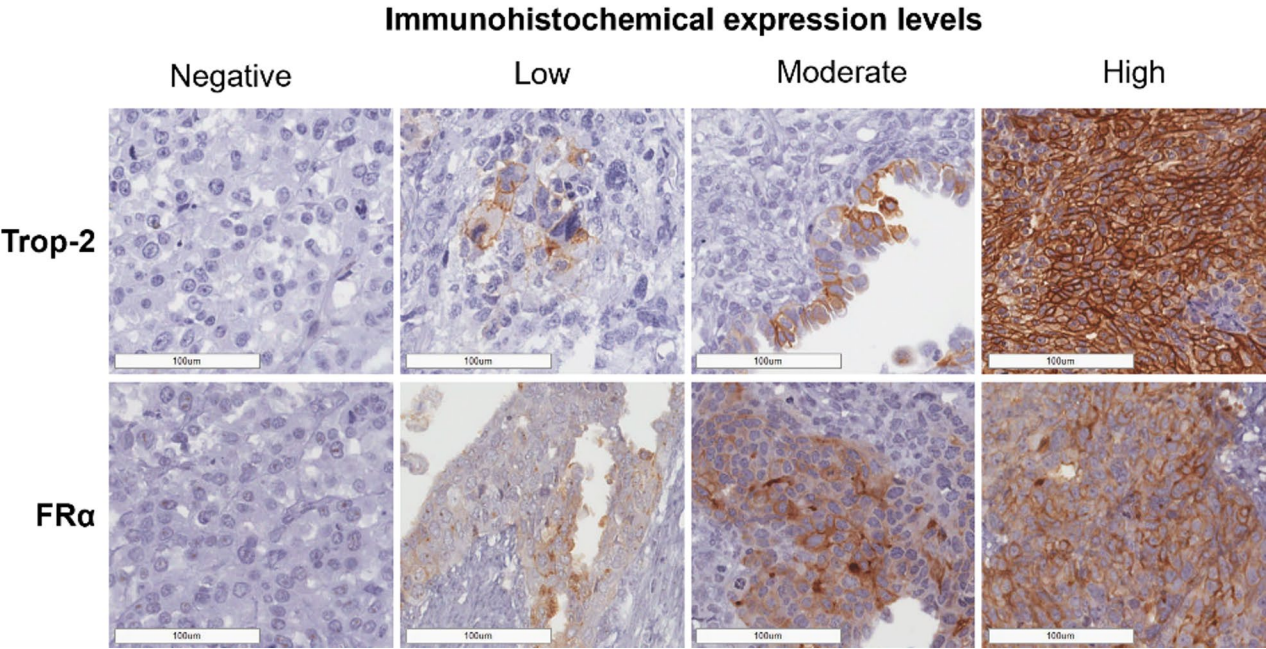 Immunohistochemical expression levels
Negative Low Moderate High
Trop-2
100um 100um 100um 100um
FRα
100um 100um 100um 100um